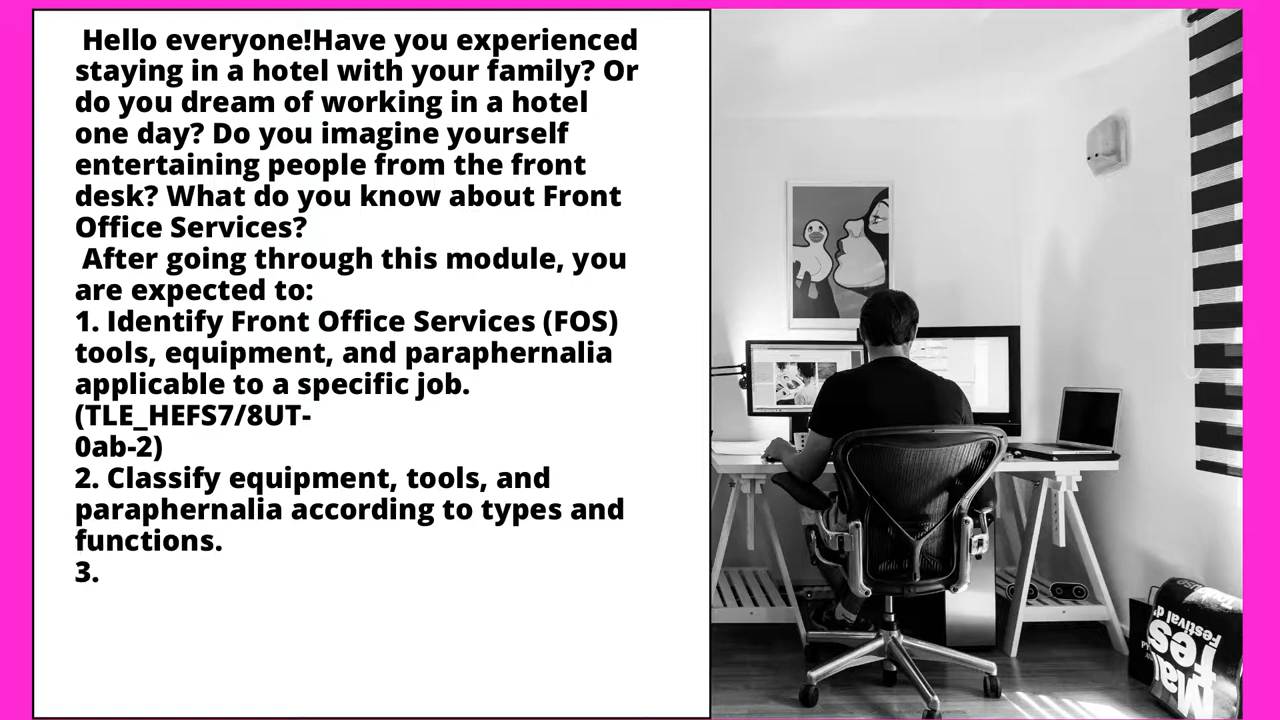 Hello everyone!Have you experienced
staying in a hotel with your family? Or
do you dream of working in a hotel
one day? Do you imagine yourself
entertaining people from the front
desk? What do you know about Front
Office Services?
After going through this module, you
are expected to:
1. Identify Front Office Services (FOS)
tools, equipment, and paraphernalia
applicable to a specific job.
(TLE_HEFS7/8UT-
0ab-2)
2. Classify equipment, tools, and
paraphernalia according to types and
functions.
3.
Festival d'
fes